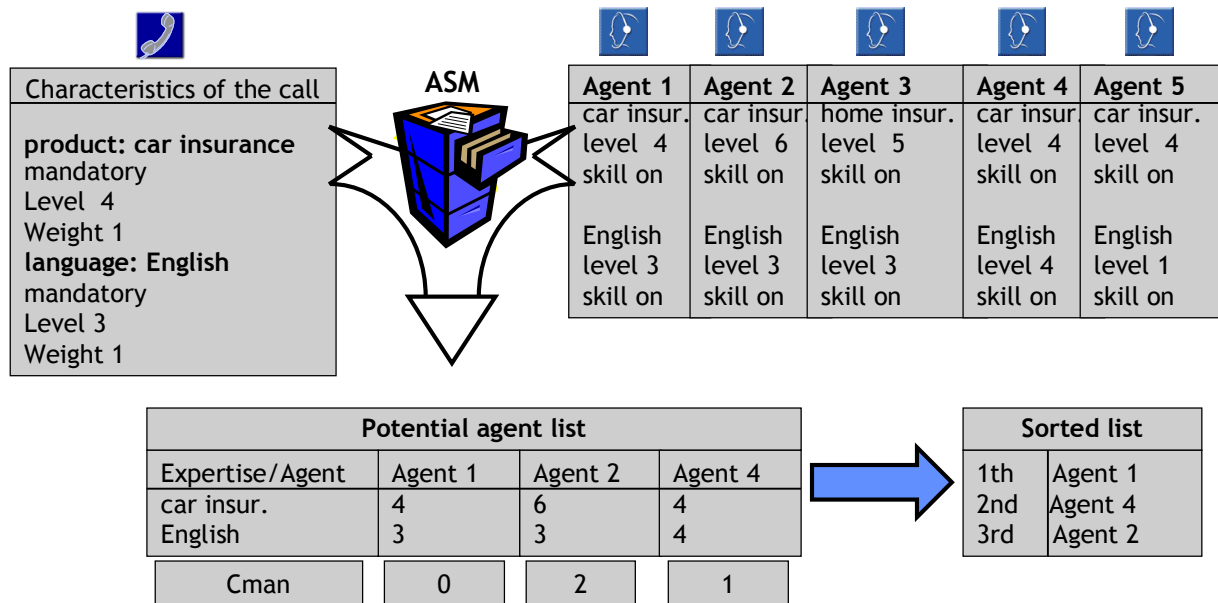 Characteristics of the call
product: car insurance
mandatory
Level 4
Weight 1
language: English
mandatory
Level 3
Weight 1
ASM
Agent 1
car insur.
level 4
skill on
English
level 3
skill on
Agent 2
car insur.
level 6
skill on
English
level 3
skill on
Agent 3
home insur.
level 5
skill on
English
level 3
skill on
Agent 4
car insur.
level 4
skill on
English
level 4
skill on
Agent 5
car insur.
level 4
skill on
English
level 1
skill on
Potential agent list
Expertise/Agent Agent 1 Agent 2 Agent 4
car insur. 4 6 4
English 3 3 4
Cman 0 2 1
Sorted list
1th Agent 1
2nd Agent 4
3rd Agent 2